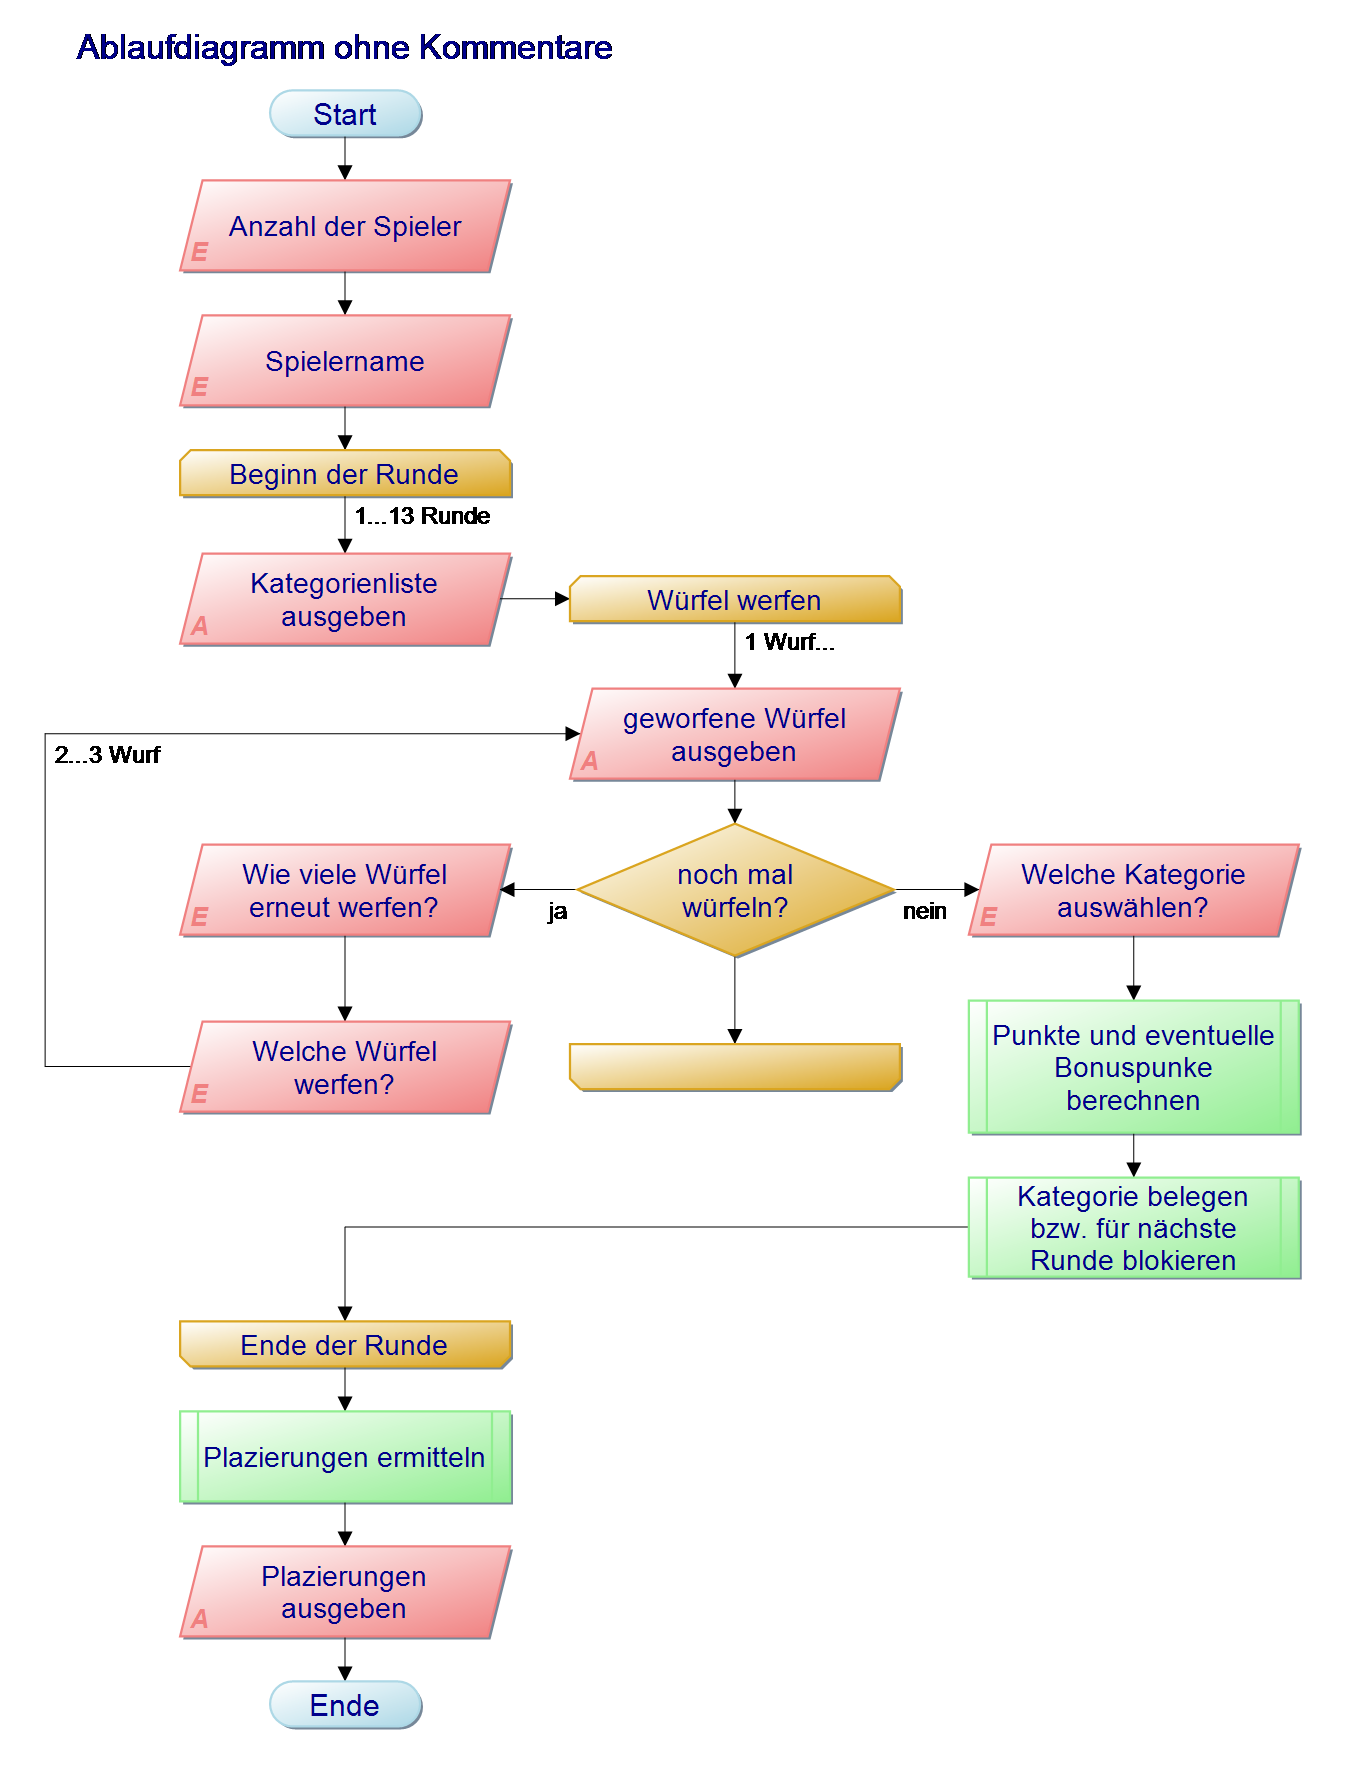 Ablaufdiagramm ohne Kommentare
Start
Anzahl der Spieler
E
Spielername
E
Beginn der Runde
1...13 Runde
Kategorienliste
ausgeben
A
Würfel werfen
1 Wurf...
geworfene Würfel
ausgeben
A
2...3 Wurf
Wie viele Würfel
erneut werfen?
E
ja
noch mal
würfeln?
nein
Welche Kategorie
auswählen?
E
Welche Würfel
werfen?
E
Punkte und eventuelle
Bonuspunke
berechnen
Kategorie belegen
bzw. für nächste
Runde blokieren
Ende der Runde
Plazierungen ermitteln
Plazierungen
ausgeben
A
Ende